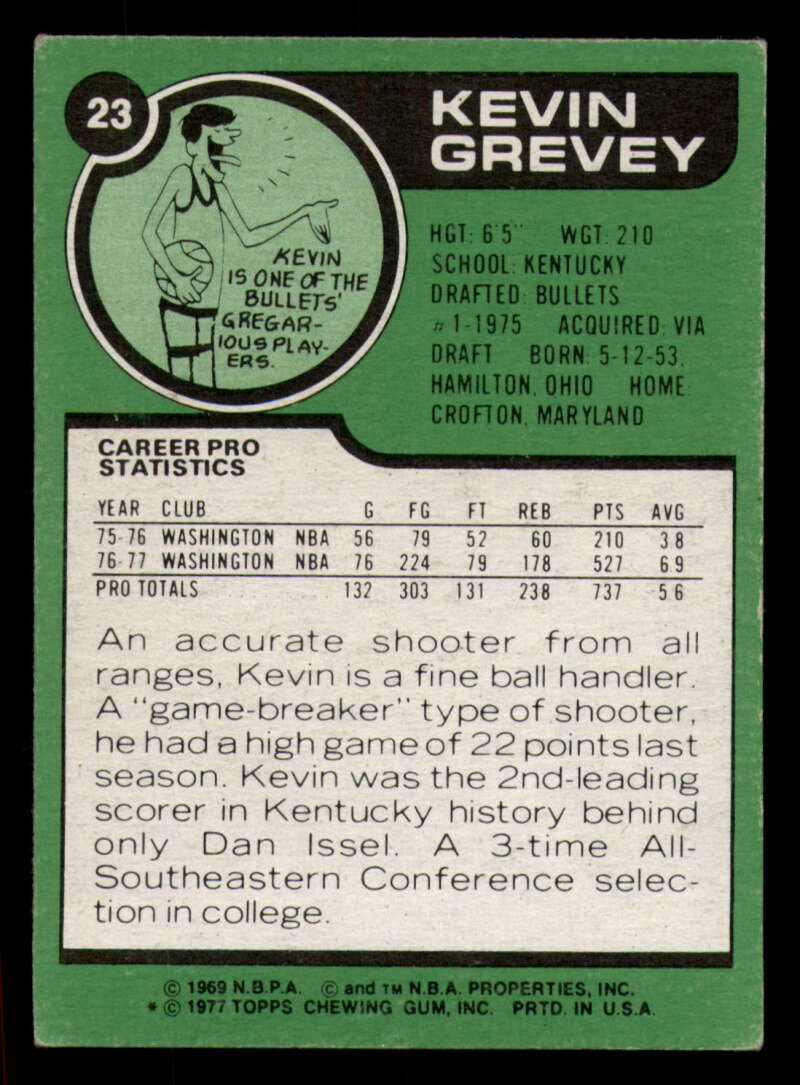 23
KEVIN
GREVEY
KEVIN
IS ONE OF THE
BULLETS'
GREGAR-
IOUS PLAY-
ERS.
HGT: 6'5" WGT: 210
SCHOOL: KENTUCKY
DRAFTED: BULLETS
#1-1975 ACQUIRED: VIA
DRAFT BORN: 5-12-53,
HAMILTON, OHIO HOME:
CROFTON, MARYLAND
CAREER PRO
STATISTICS
YEAR CLUB G FG FT REB PTS AVG
75-76 WASHINGTON NBA 56 79 52 60 210 3.8
76-77 WASHINGTON NBA 76 224 79 178 527 6.9
PRO TOTALS 132 303 131 238 737 5.6
An accurate shooter from all
ranges, Kevin is a fine ball handler.
A "game-breaker" type of shooter,
he had a high game of 22 points last
season. Kevin was the 2nd-leading
scorer in Kentucky history behind
only Dan Issel. A 3-time All-
Southeastern Conference selec-
tion in college.
© 1969 N.B.P.A. © and TM N.B.A. PROPERTIES, INC.
* © 1977 TOPPS CHEWING GUM, INC. PRTD. IN U.S.A.